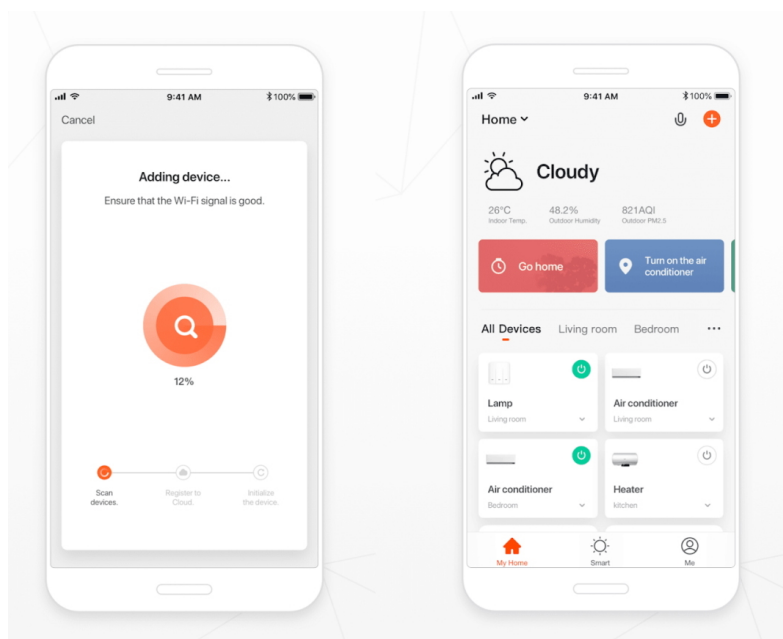 9:41 AM
100%
Cancel
Adding device...
Ensure that the Wi-Fi signal is good.
12%
Scan
devices.
Register to
Cloud.
Initialize
the device.
9:41 AM
100%
Home
Cloudy
26°C
48.2%
821AQI
Indoor Temp.
Outdoor Humidity
Outdoor PM2.5
Go home
Turn on the air
conditioner
All Devices
Living room
Bedroom
Lamp
Living room
Air conditioner
Living room
Air conditioner
Bedroom
Heater
kitchen
My Home
Smart
Me